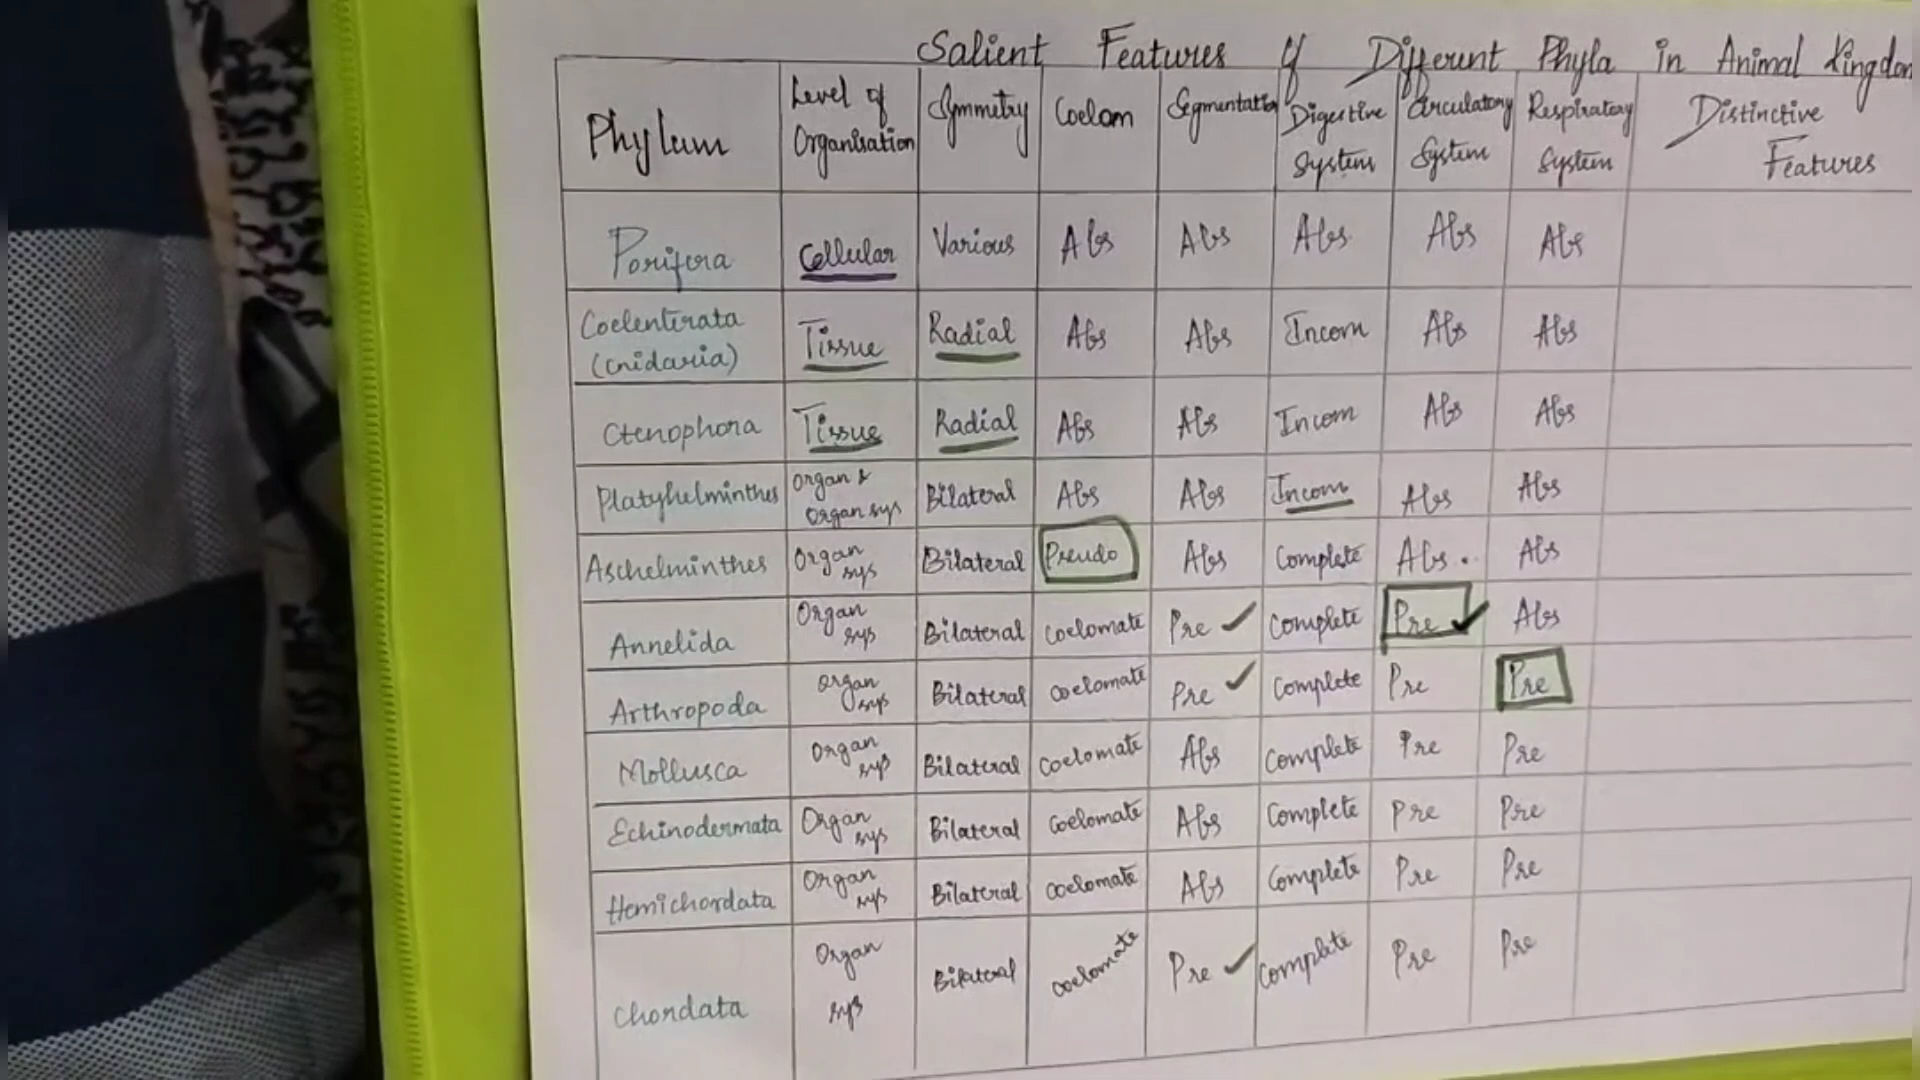 Salient Features of Different Phyla in Animal Kingdom
Phylum Level of Organisation Symmetry Coelom Segmentation Digestive System Circulatory System Respiratory System Distinctive Features
Porifera Cellular Various Abs Abs Abs Abs Abs
Coelenterata (Cnidaria) Tissue Radial Abs Abs Incom Abs Abs
Ctenophora Tissue Radial Abs Abs Incom Abs Abs
Platyhelminthes Organ & Organ sys Bilateral Abs Abs Incom Abs Abs
Aschelminthes Organ sys Bilateral Pseudo Abs Complete Abs. Abs
Annelida Organ sys Bilateral Coelomate Pre ✓ Complete Pre ✓ Abs
Arthropoda Organ sys Bilateral Coelomate Pre ✓ Complete Pre Pre
Mollusca Organ sys Bilateral Coelomate Abs Complete Pre Pre
Echinodermata Organ sys Bilateral Coelomate Abs Complete Pre Pre
Hemichordata Organ sys Bilateral Coelomate Abs Complete Pre Pre
Chordata Organ sys Bilateral Coelomate Pre ✓ Complete Pre Pre